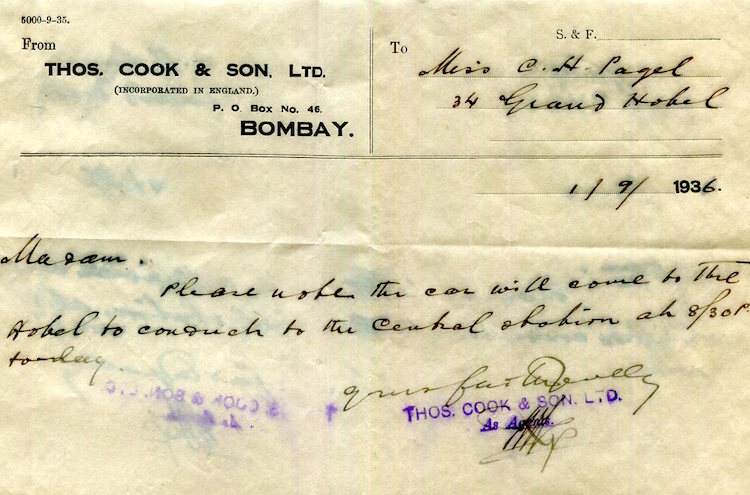 5000-9-35.
From
THOS. COOK & SON, LTD.
(INCORPORATED IN ENGLAND.)
P. O. Box No. 46.
BOMBAY.
S. & F.
To
Miss C. H. Pagel
34 Grand Hotel
1/9/ 1936.
Madam.
Please note the car will come to the
Hotel to conduct to the Central Station at 8/30 P.
to-day.
yours faithfully
THOS. COOK & SON. LTD.
As Agents.